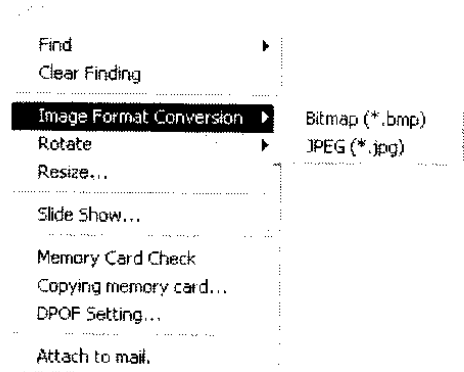 Find
Clear Finding
Image Format Conversion
Bitmap (*.bmp)
Rotate
JPEG (*.jpg)
Resize...
Slide Show...
Memory Card Check
Copying memory card...
DPOF Setting...
Attach to mail.